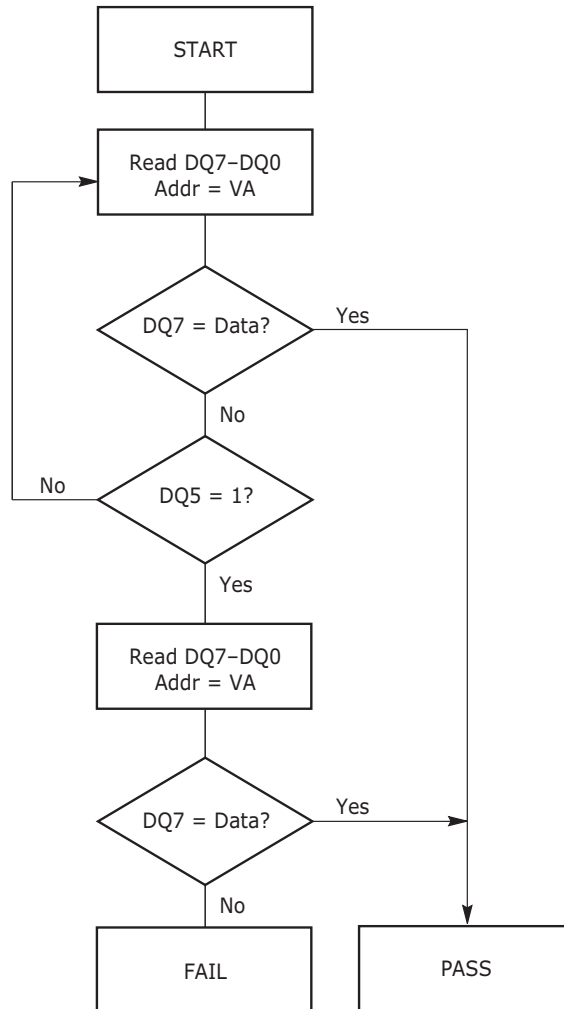 START
Read DQ7–DQ0
Addr = VA
DQ7 = Data?
Yes
No
DQ5 = 1?
No
Yes
Read DQ7–DQ0
Addr = VA
DQ7 = Data?
Yes
No
FAIL
PASS